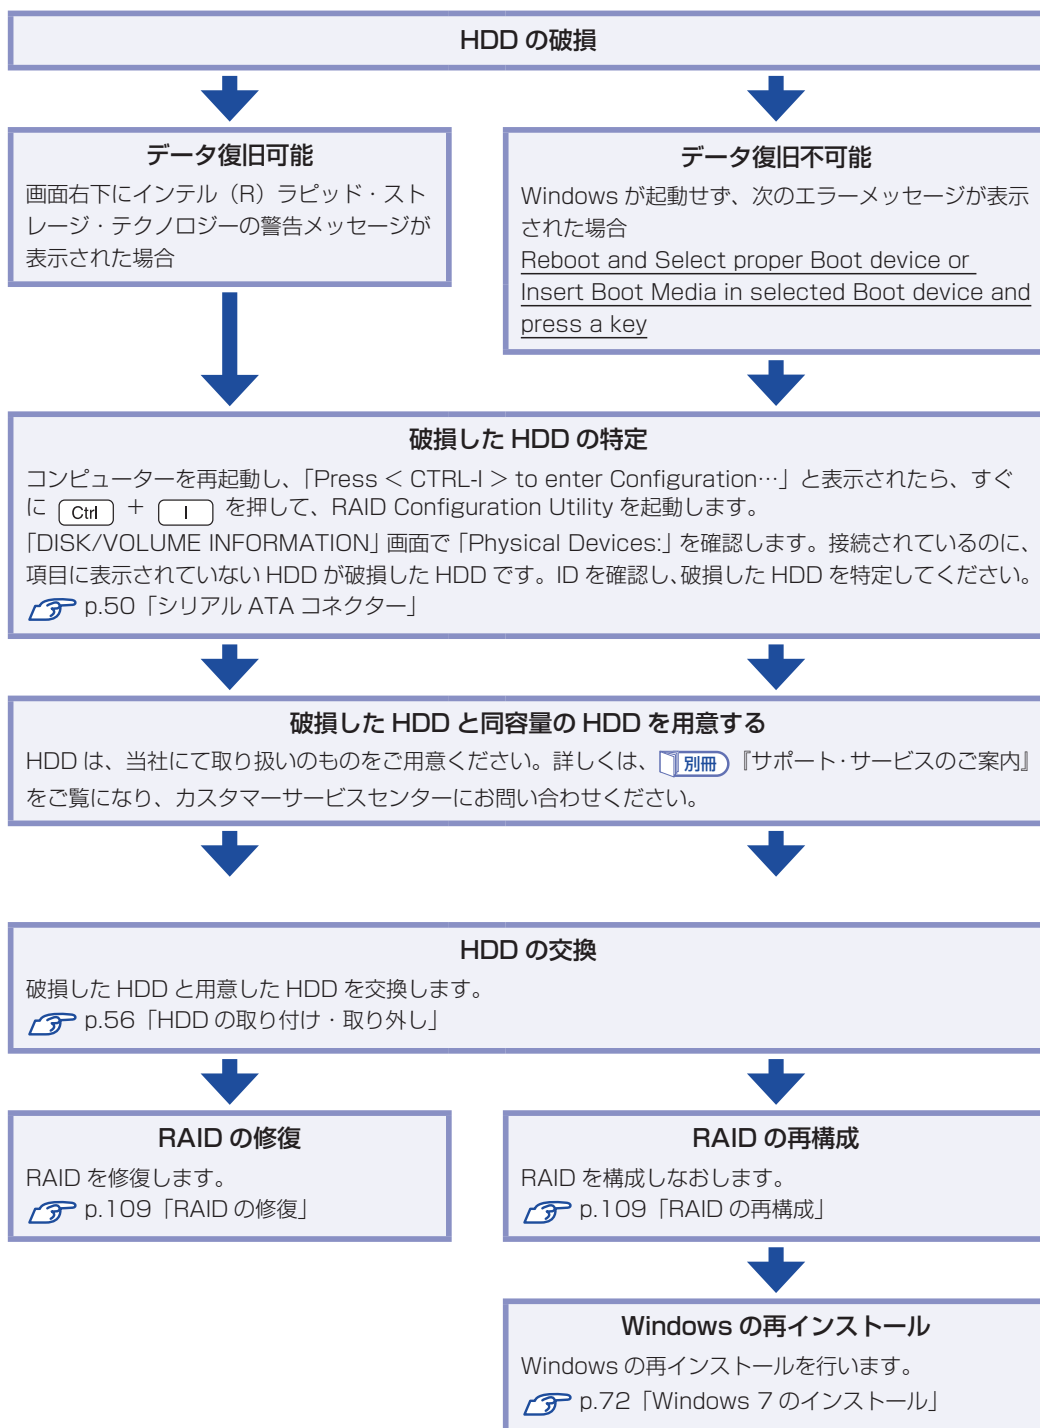 HDD の破損
データ復旧可能
画面右下にインテル（R）ラピッド・スト
レージ・テクノロジーの警告メッセージが
表示された場合
データ復旧不可能
Windows が起動せず、次のエラーメッセージが表示
された場合
Reboot and Select proper Boot device or
Insert Boot Media in selected Boot device and
press a key
破損した HDD の特定
コンピューターを再起動し、「Press < CTRL-I > to enter Configuration…」と表示されたら、すぐ
に Ctrl + I を押して、RAID Configuration Utility を起動します。
「DISK/VOLUME INFORMATION」画面で「Physical Devices:」を確認します。接続されているのに、
項目に表示されていない HDD が破損した HDD です。ID を確認し、破損した HDD を特定してください。
p.50「シリアル ATA コネクター」
破損した HDD と同容量の HDD を用意する
HDD は、当社にて取り扱いのものをご用意ください。詳しくは、別冊『サポート・サービスのご案内』
をご覧になり、カスタマーサービスセンターにお問い合わせください。
HDD の交換
破損した HDD と用意した HDD を交換します。
p.56「HDD の取り付け・取り外し」
RAID の修復
RAID を修復します。
p.109「RAID の修復」
RAID の再構成
RAID を構成しなおします。
p.109「RAID の再構成」
Windows の再インストール
Windows の再インストールを行います。
p.72「Windows 7 のインストール」